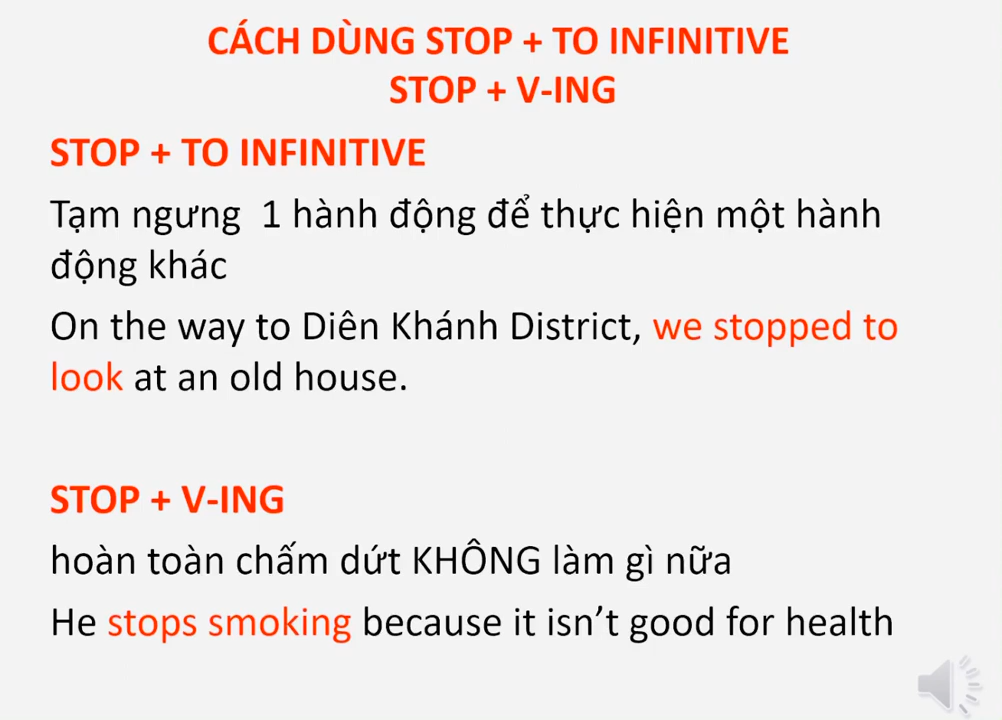 CÁCH DÙNG STOP + TO INFINITIVE
STOP + V-ING
STOP + TO INFINITIVE
Tạm ngưng 1 hành động để thực hiện một hành
động khác
On the way to Diên Khánh District, we stopped to
look at an old house.
STOP + V-ING
hoàn toàn chấm dứt KHÔNG làm gì nữa
He stops smoking because it isn’t good for health